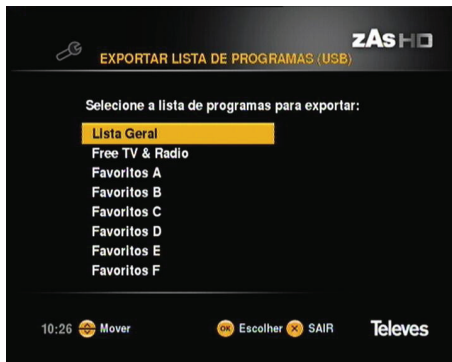 zAs HD
EXPORTAR LISTA DE PROGRAMAS (USB)
Selecione a lista de programas para exportar:
Lista Geral
Free TV & Radio
Favoritos A
Favoritos B
Favoritos C
Favoritos D
Favoritos E
Favoritos F
10:26 Mover OK Escolher X SAIR Televes